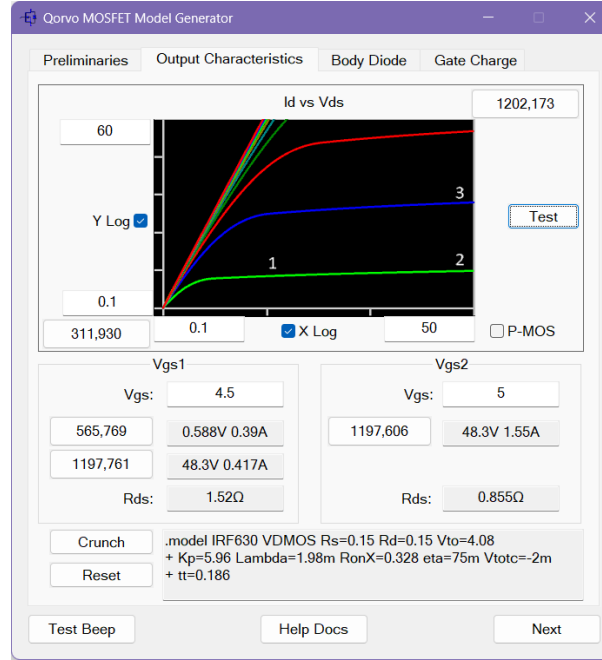 Qorvo MOSFET Model Generator
Preliminaries Output Characteristics Body Diode Gate Charge
Id vs Vds
1202,173
60
3
Y Log
Test
1
2
0.1
311,930
0.1
X Log
50
P-MOS
Vgs1
Vgs2
Vgs: 4.5
Vgs: 5
565,769 0.588V 0.39A
1197,606 48.3V 1.55A
1197,761 48.3V 0.417A
Rds: 1.52Ω
Rds: 0.855Ω
Crunch
Reset
.model IRF630 VDMOS Rs=0.15 Rd=0.15 Vto=4.08
+ Kp=5.96 Lambda=1.98m RonX=0.328 eta=75m Vtotc=-2m
+ tt=0.186
Test Beep Help Docs Next